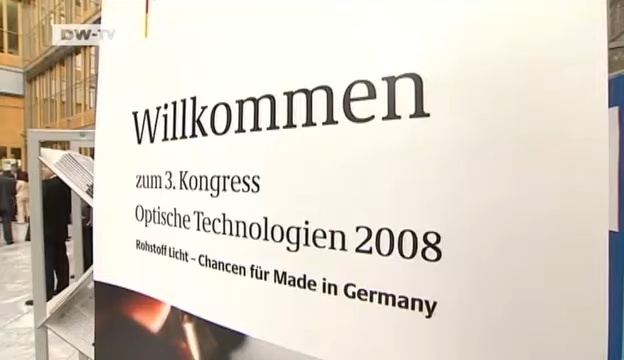 DW-TV
Willkommen
zum 3. Kongress
Optische Technologien 2008
Rohstoff Licht – Chancen für Made in Germany